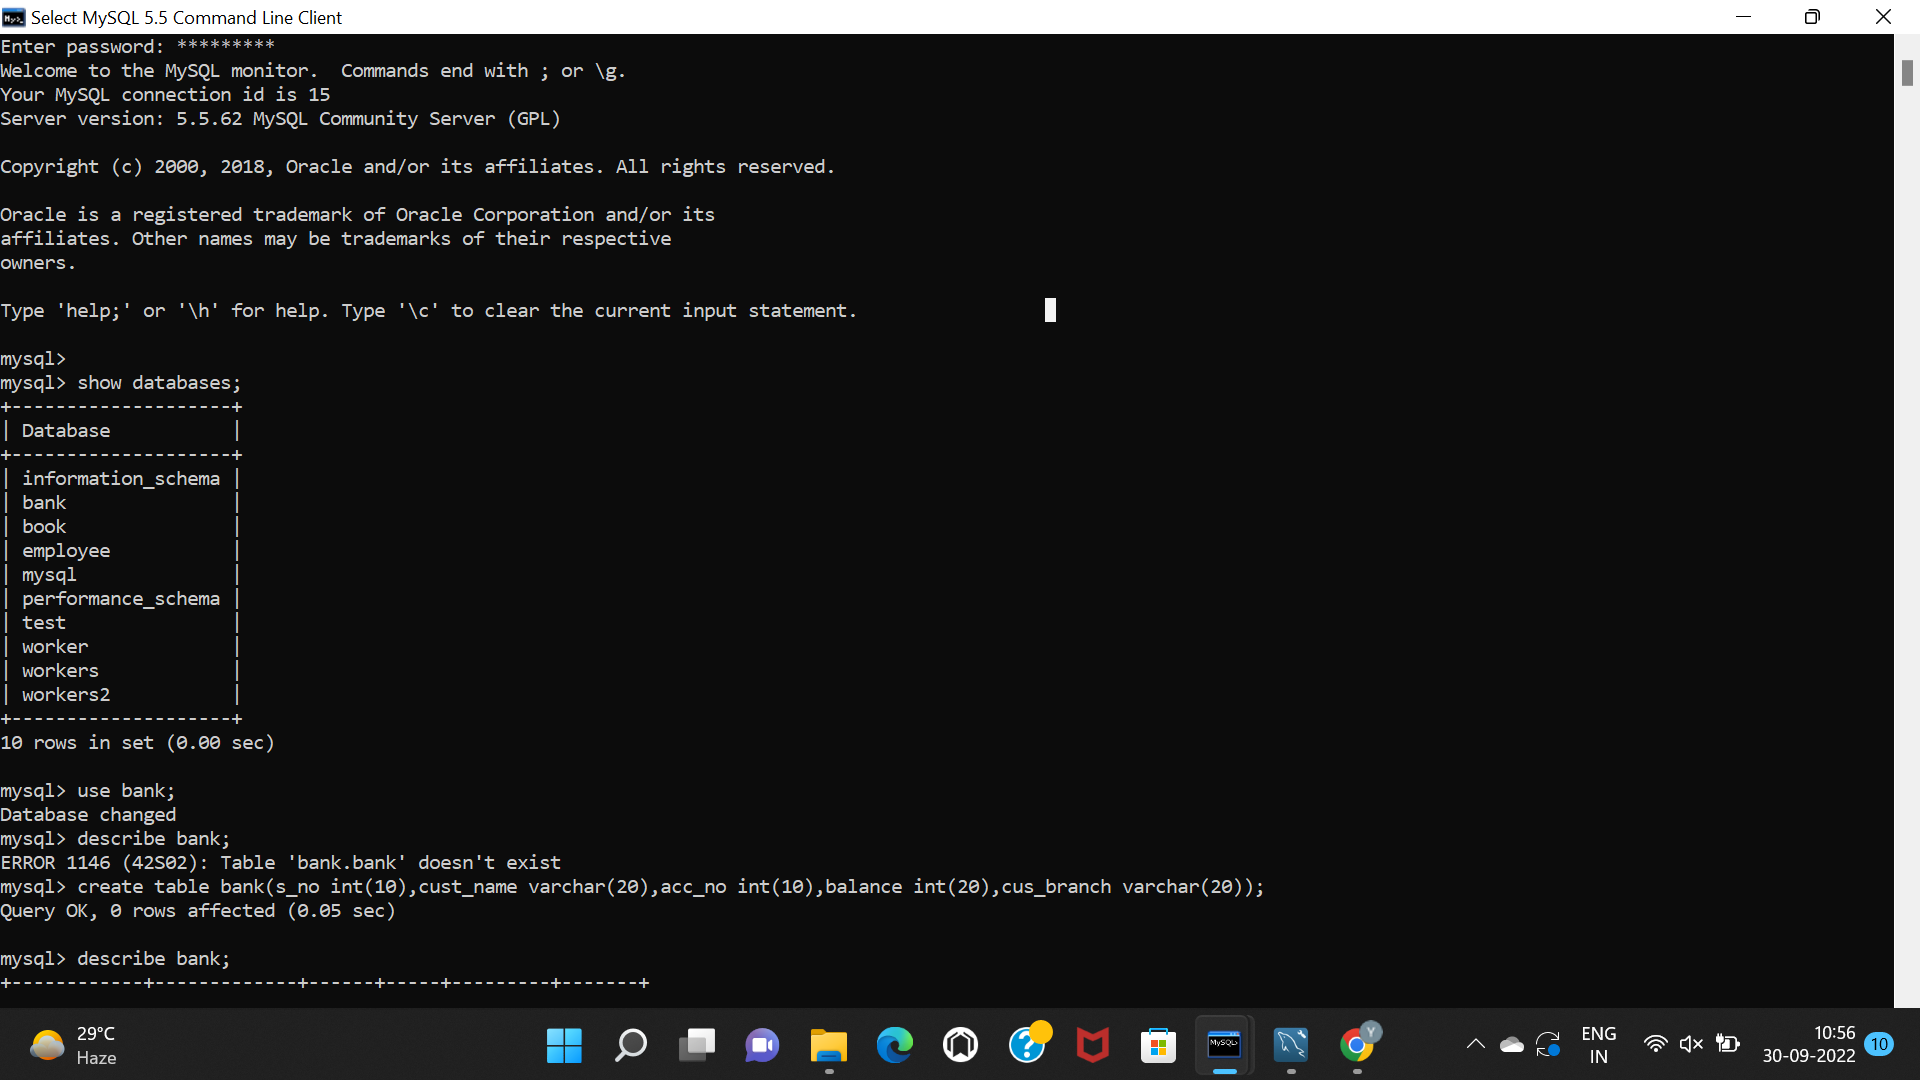 Select MySQL 5.5 Command Line Client
Enter password: *********
Welcome to the MySQL monitor.  Commands end with ; or \g.
Your MySQL connection id is 15
Server version: 5.5.62 MySQL Community Server (GPL)
Copyright (c) 2000, 2018, Oracle and/or its affiliates. All rights reserved.
Oracle is a registered trademark of Oracle Corporation and/or its
affiliates. Other names may be trademarks of their respective
owners.
Type 'help;' or '\h' for help. Type '\c' to clear the current input statement.
mysql>
mysql> show databases;
+--------------------+
| Database           |
+--------------------+
| information_schema |
| bank               |
| book               |
| employee           |
| mysql              |
| performance_schema |
| test               |
| worker             |
| workers            |
| workers2           |
+--------------------+
10 rows in set (0.00 sec)
mysql> use bank;
Database changed
mysql> describe bank;
ERROR 1146 (42S02): Table 'bank.bank' doesn't exist
mysql> create table bank(s_no int(10),cust_name varchar(20),acc_no int(10),balance int(20),cus_branch varchar(20));
Query OK, 0 rows affected (0.05 sec)
mysql> describe bank;
+------------+-------------+------+-----+---------+-------+
29°C
Haze
MySQL>
Y
ENG
IN
10:56
30-09-2022
10